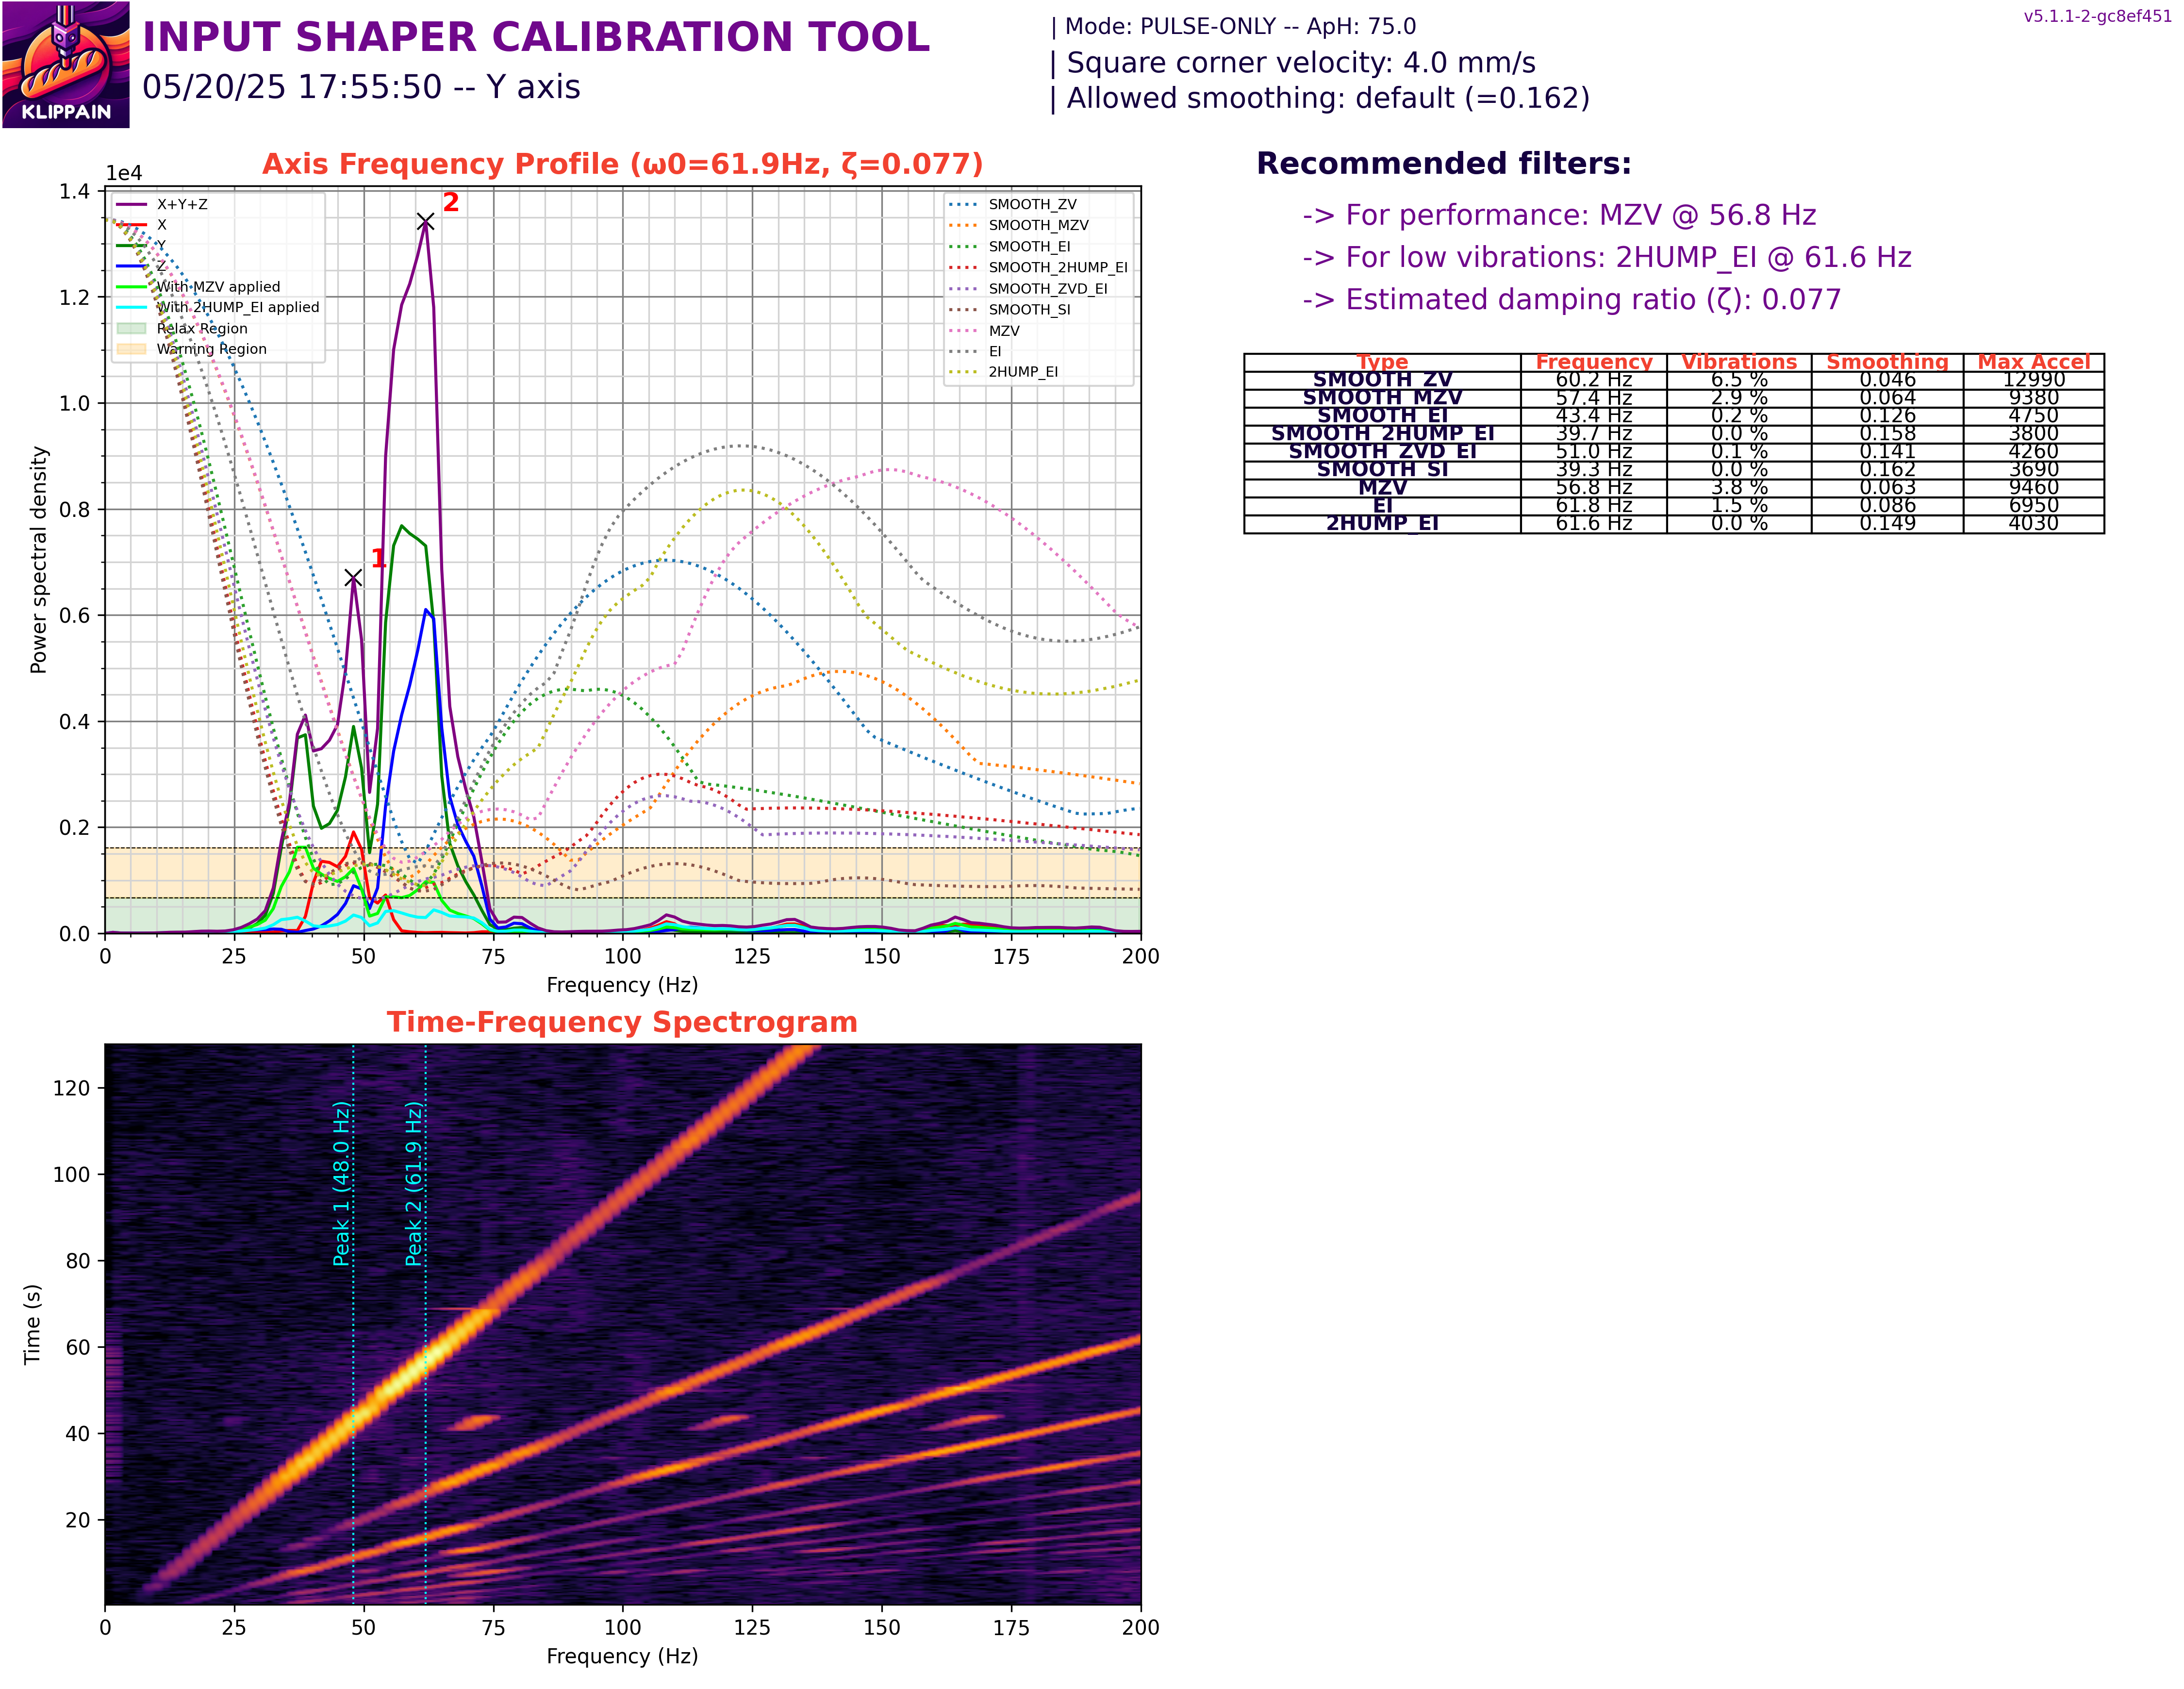 KLIPPAIN
INPUT SHAPER CALIBRATION TOOL
05/20/25 17:55:50 -- Y axis
| Mode: PULSE-ONLY -- ApH: 75.0
| Square corner velocity: 4.0 mm/s
| Allowed smoothing: default (=0.162)
v5.1.1-2-gc8ef451
Axis Frequency Profile (ω0=61.9Hz, ζ=0.077)
1e4
1.4
1.2
1.0
0.8
0.6
0.4
0.2
0.0
Power spectral density
X+Y+Z
X
Y
Z
With MZV applied
With 2HUMP_EI applied
Relax Region
Warning Region
1
2
SMOOTH_ZV
SMOOTH_MZV
SMOOTH_EI
SMOOTH_2HUMP_EI
SMOOTH_ZVD_EI
SMOOTH_SI
MZV
EI
2HUMP_EI
0 25 50 75 100 125 150 175 200
Frequency (Hz)
Recommended filters:
-> For performance: MZV @ 56.8 Hz
-> For low vibrations: 2HUMP_EI @ 61.6 Hz
-> Estimated damping ratio (ζ): 0.077
Type Frequency Vibrations Smoothing Max Accel
SMOOTH_ZV 60.2 Hz 6.5 % 0.046 12990
SMOOTH_MZV 57.4 Hz 2.9 % 0.064 9380
SMOOTH_EI 43.4 Hz 0.2 % 0.126 4750
SMOOTH_2HUMP_EI 39.7 Hz 0.0 % 0.158 3800
SMOOTH_ZVD_EI 51.0 Hz 0.1 % 0.141 4260
SMOOTH_SI 39.3 Hz 0.0 % 0.162 3690
MZV 56.8 Hz 3.8 % 0.063 9460
EI 61.8 Hz 1.5 % 0.086 6950
2HUMP_EI 61.6 Hz 0.0 % 0.149 4030
Time-Frequency Spectrogram
120
100
80
60
40
20
Time (s)
Peak 1 (48.0 Hz)
Peak 2 (61.9 Hz)
0 25 50 75 100 125 150 175 200
Frequency (Hz)